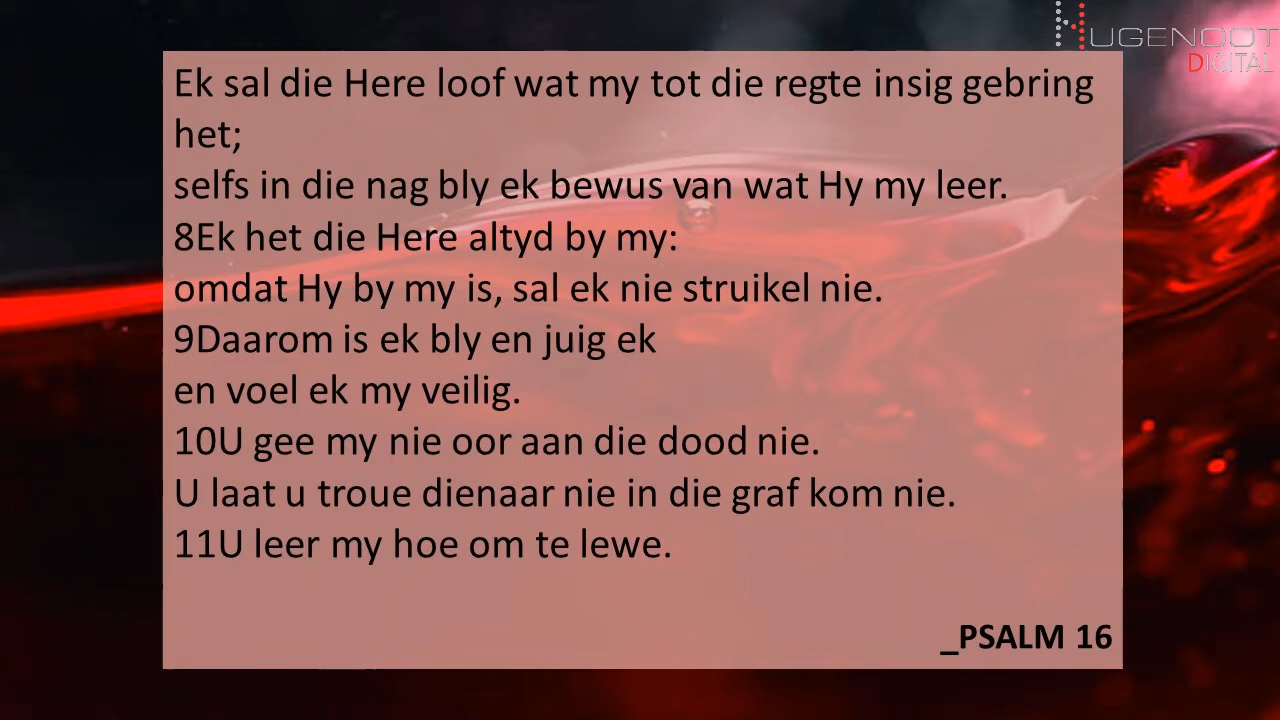 HUGENOOT
DIGITAL
Ek sal die Here loof wat my tot die regte insig gebring
het;
selfs in die nag bly ek bewus van wat Hy my leer.
8Ek het die Here altyd by my:
omdat Hy by my is, sal ek nie struikel nie.
9Daarom is ek bly en juig ek
en voel ek my veilig.
10U gee my nie oor aan die dood nie.
U laat u troue dienaar nie in die graf kom nie.
11U leer my hoe om te lewe.
_PSALM 16